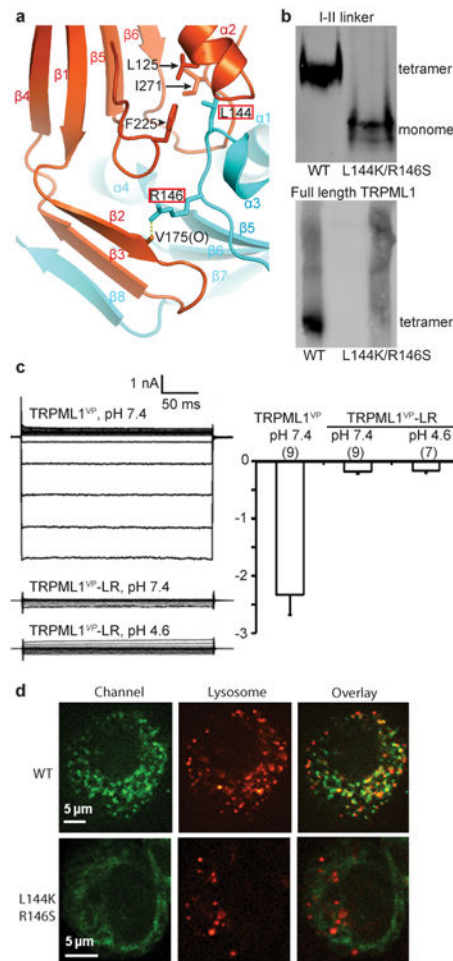 a
β6
α2
β5
L125
β1
I271
β4
L144
F225
α1
α4
R146
α3
β2
β5
V175(O)
β6
β3
β7
β8
b
I-II linker
tetramer
monome
WT L144K/R146S
Full length TRPML1
tetramer
WT L144K/R146S
c
1 nA
50 ms
TRPML1VP, pH 7.4
TRPML1VP-LR, pH 7.4
TRPML1VP-LR, pH 4.6
TRPML1VP TRPML1VP-LR
pH 7.4 pH 7.4 pH 4.6
(9) (9) (7)
0
-1
-2
-3
d
Channel Lysosome Overlay
WT
5 µm
L144K
R146S
5 µm